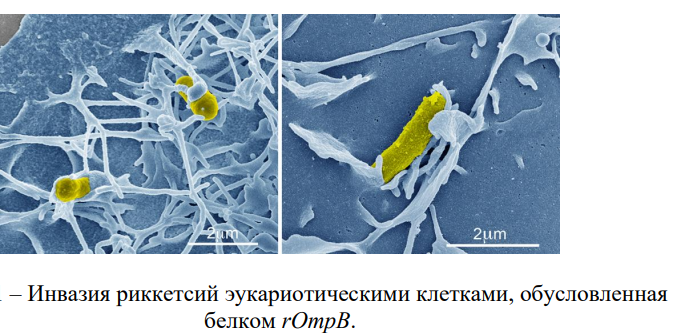 2µm
2µm
– Инвазия риккетсий эукариотическими клетками, обусловленная
белком rOmpB.